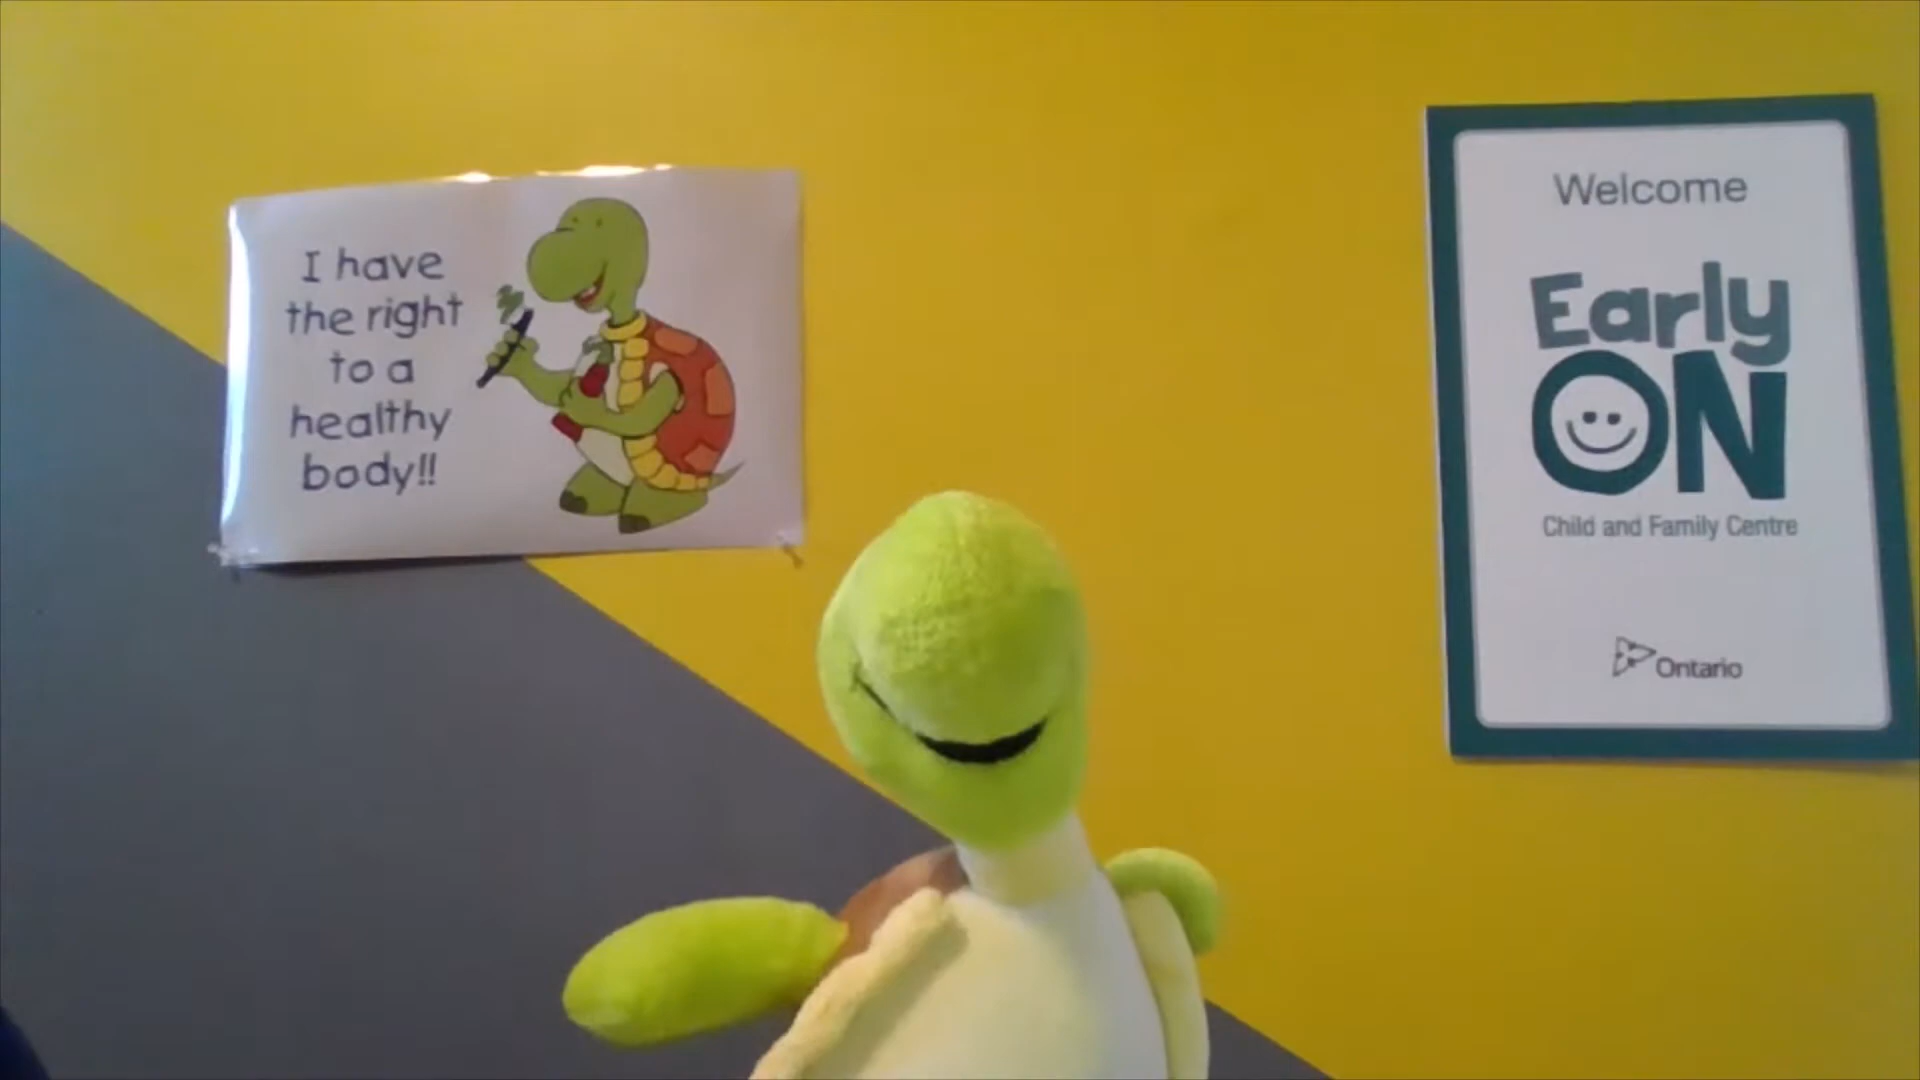 I have
the right
to a
healthy
body!!
Welcome
Early
ON
Child and Family Centre
Ontario